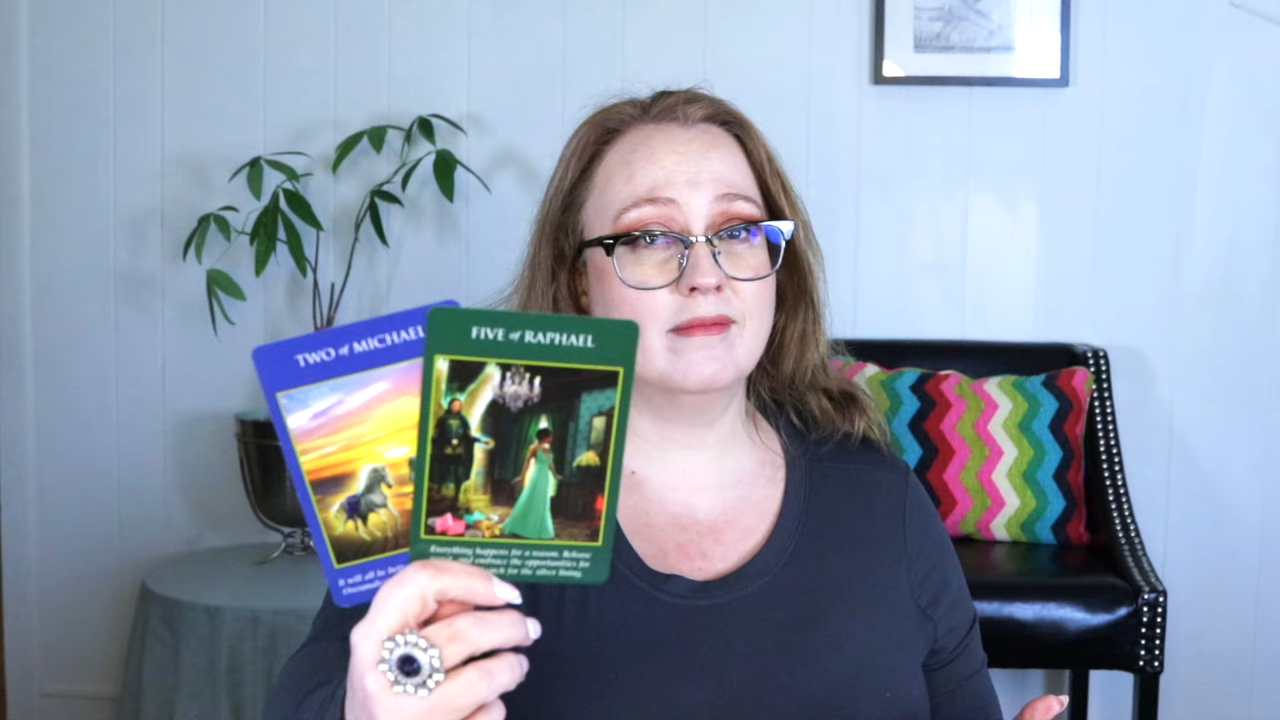 TWO of MICHAEL
It will all be
FIVE of RAPHAEL
Everything happens for a reason. Release
and embrace the opportunities for
for the silver lining.